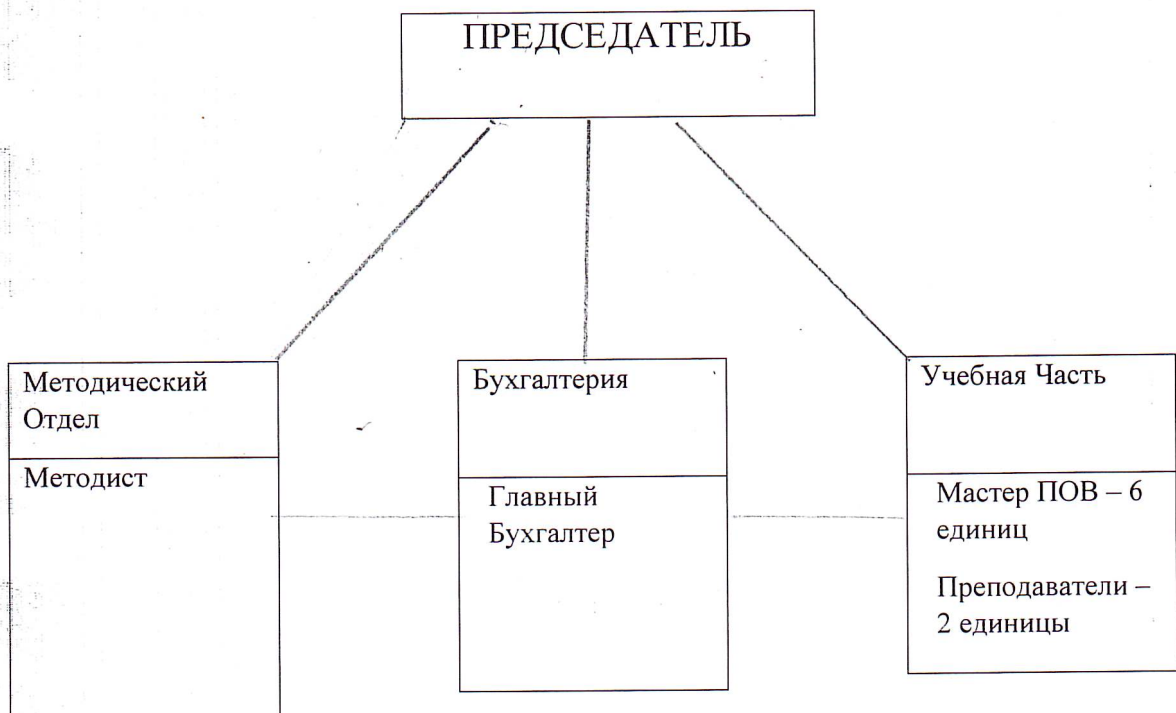 ПРЕДСЕДАТЕЛЬ
Методический
Отдел
Методист
Бухгалтерия
Главный
Бухгалтер
Учебная Часть
Мастер ПОВ – 6
единиц
Преподаватели –
2 единицы